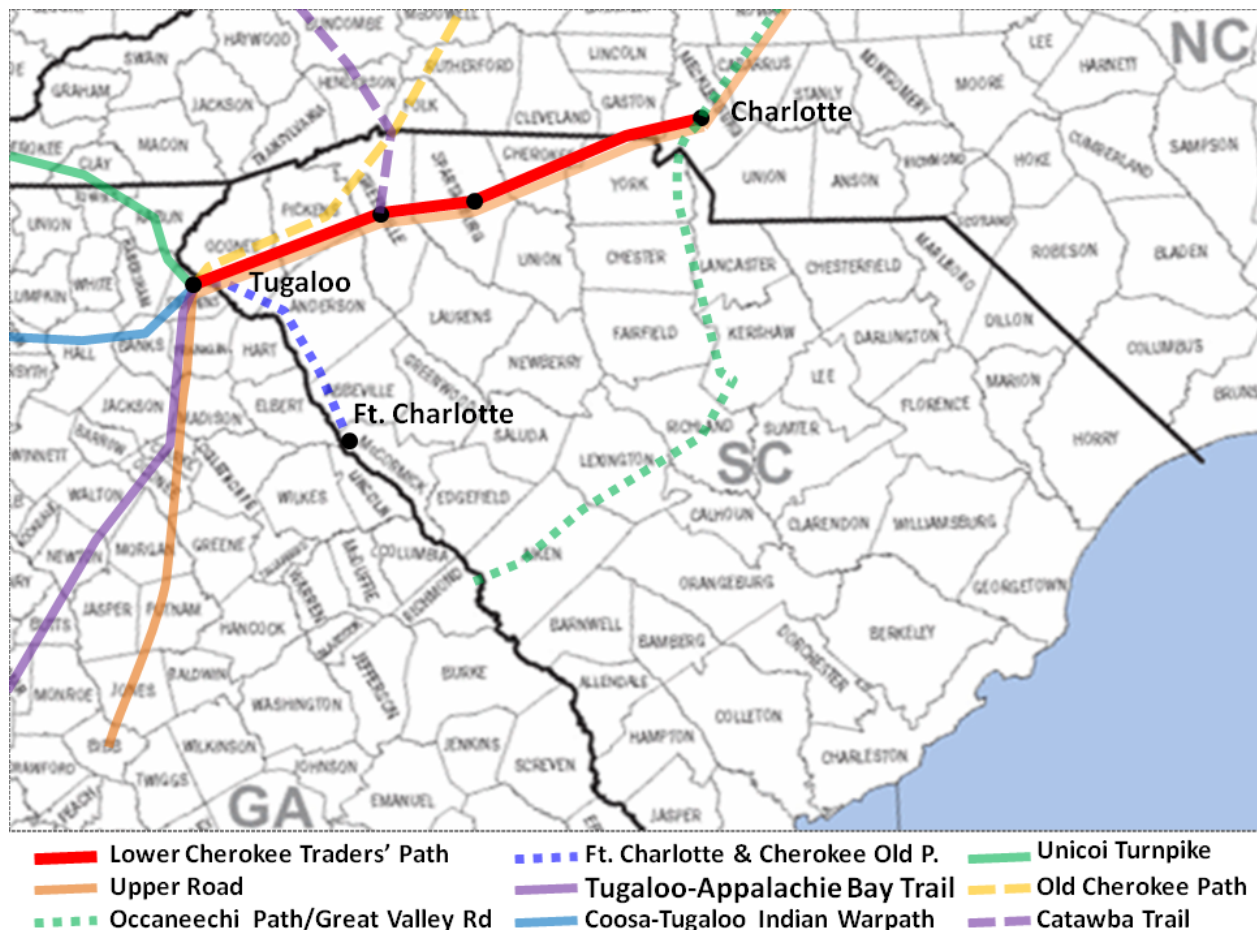 NC
MCDOWELL
BUNCOMBE
HAYWOOD
SWAIN
GRAHAM
JACKSON
HENDERSON
RUTHERFORD
LINCOLN
CABARRUS
MONTGOMERY
LEE
HARNETT
MOORE
STANLY
GASTON
MECKLENBURG
Charlotte
POLK
CLEVELAND
SAMPSON
TRANSYLVANIA
MACON
CHEROKEE
CUMBERLAND
HOKE
RICHMOND
CLAY
UNION
ANSON
YORK
SPARTANBURG
PICKENS
UNION
SCOTLAND
ROBESON
BLADEN
OCONEE
UNION
CHESTER
LANCASTER
CHESTERFIELD
MARLBORO
WHITE
Tugaloo
ANDERSON
LAURENS
FAIRFIELD
KERSHAW
DARLINGTON
DILLON
COLUMBUS
HALL
BANKS
FRANKLIN
HART
NEWBERRY
LEE
MARION
ABBEVILLE
GREENWOOD
JACKSON
MADISON
ELBERT
Ft. Charlotte
FLORENCE
HORRY
BARROW
SALUDA
RICHLAND
SUMTER
SC
LEXINGTON
MCCORMICK
OGLETHORPE
WILKES
LINCOLN
EDGEFIELD
WALTON
CALHOUN
CLARENDON
WILLIAMSBURG
NEWTON
MORGAN
GREENE
COLUMBIA
AIKEN
MCDUFFIE
WARREN
RICHMOND
ORANGEBURG
GEORGETOWN
JASPER
PUTNAM
HANCOCK
BARNWELL
BAMBERG
BERKELEY
DORCHESTER
BUTTS
JEFFERSON
BALDWIN
BURKE
ALLENDALE
MONROE
JONES
WASHINGTON
COLLETON
HAMPTON
BIBB
WILKINSON
JENKINS
SCREVEN
CHARLESTON
TWIGGS
JOHNSON
PEACH
GA
EMANUEL
JASPER
Lower Cherokee Traders' Path
Ft. Charlotte & Cherokee Old P.
Unicoi Turnpike
Upper Road
Tugaloo-Appalachie Bay Trail
Old Cherokee Path
Occaneechi Path/Great Valley Rd
Coosa-Tugaloo Indian Warpath
Catawba Trail